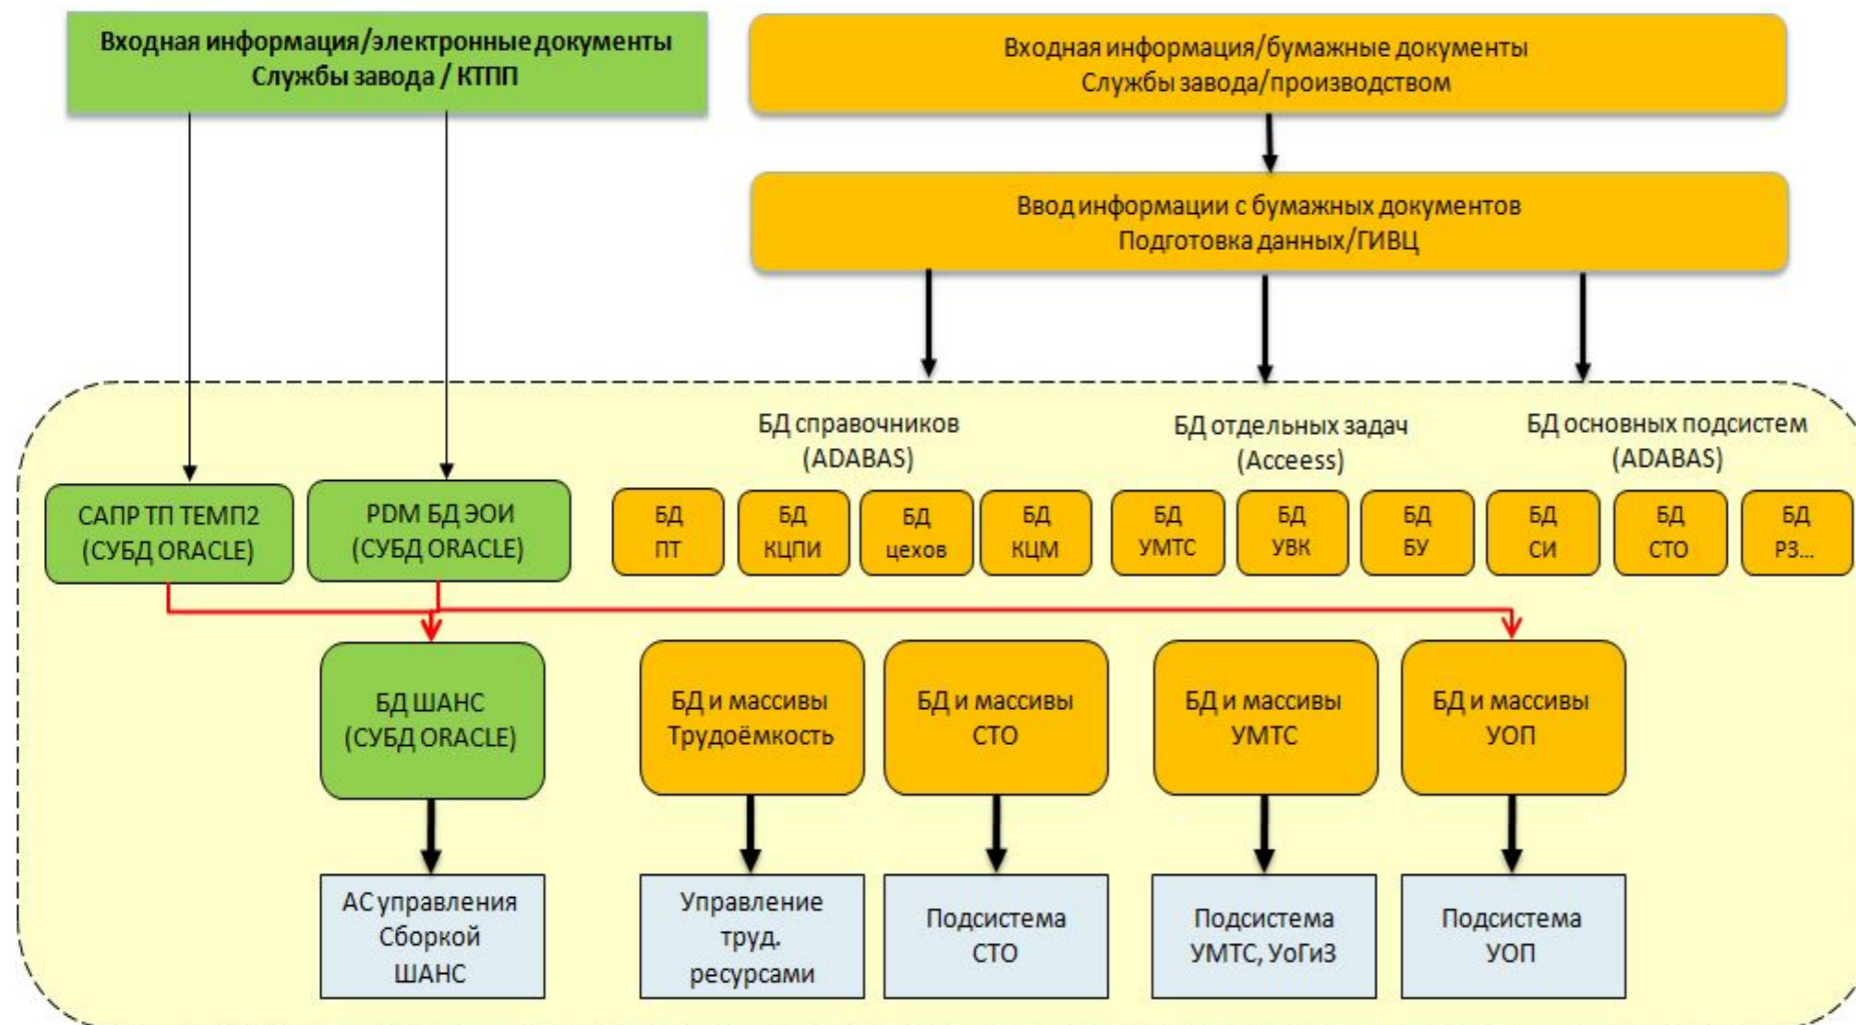 Входная информация/электронные документы
Службы завода / КТПП
Входная информация/бумажные документы
Службы завода/производством
Ввод информации с бумажных документов
Подготовка данных/ГИВЦ
БД справочников
(ADABAS)
БД отдельных задач
(Acceess)
БД основных подсистем
(ADABAS)
САПР ТП ТЕМП2
(СУБД ORACLE)
PDM БД ЭОИ
(СУБД ORACLE)
БД
ПТ
БД
КЦПИ
БД
цехов
БД
КЦМ
БД
УМТС
БД
УВК
БД
БУ
БД
СИ
БД
СТО
БД
РЗ...
БД ШАНС
(СУБД ORACLE)
БД и массивы
Трудоёмкость
БД и массивы
СТО
БД и массивы
УМТС
БД и массивы
УОП
АС управления
Сборкой
ШАНС
Управление
труд.
ресурсами
Подсистема
СТО
Подсистема
УМТС, УоГиЗ
Подсистема
УОП